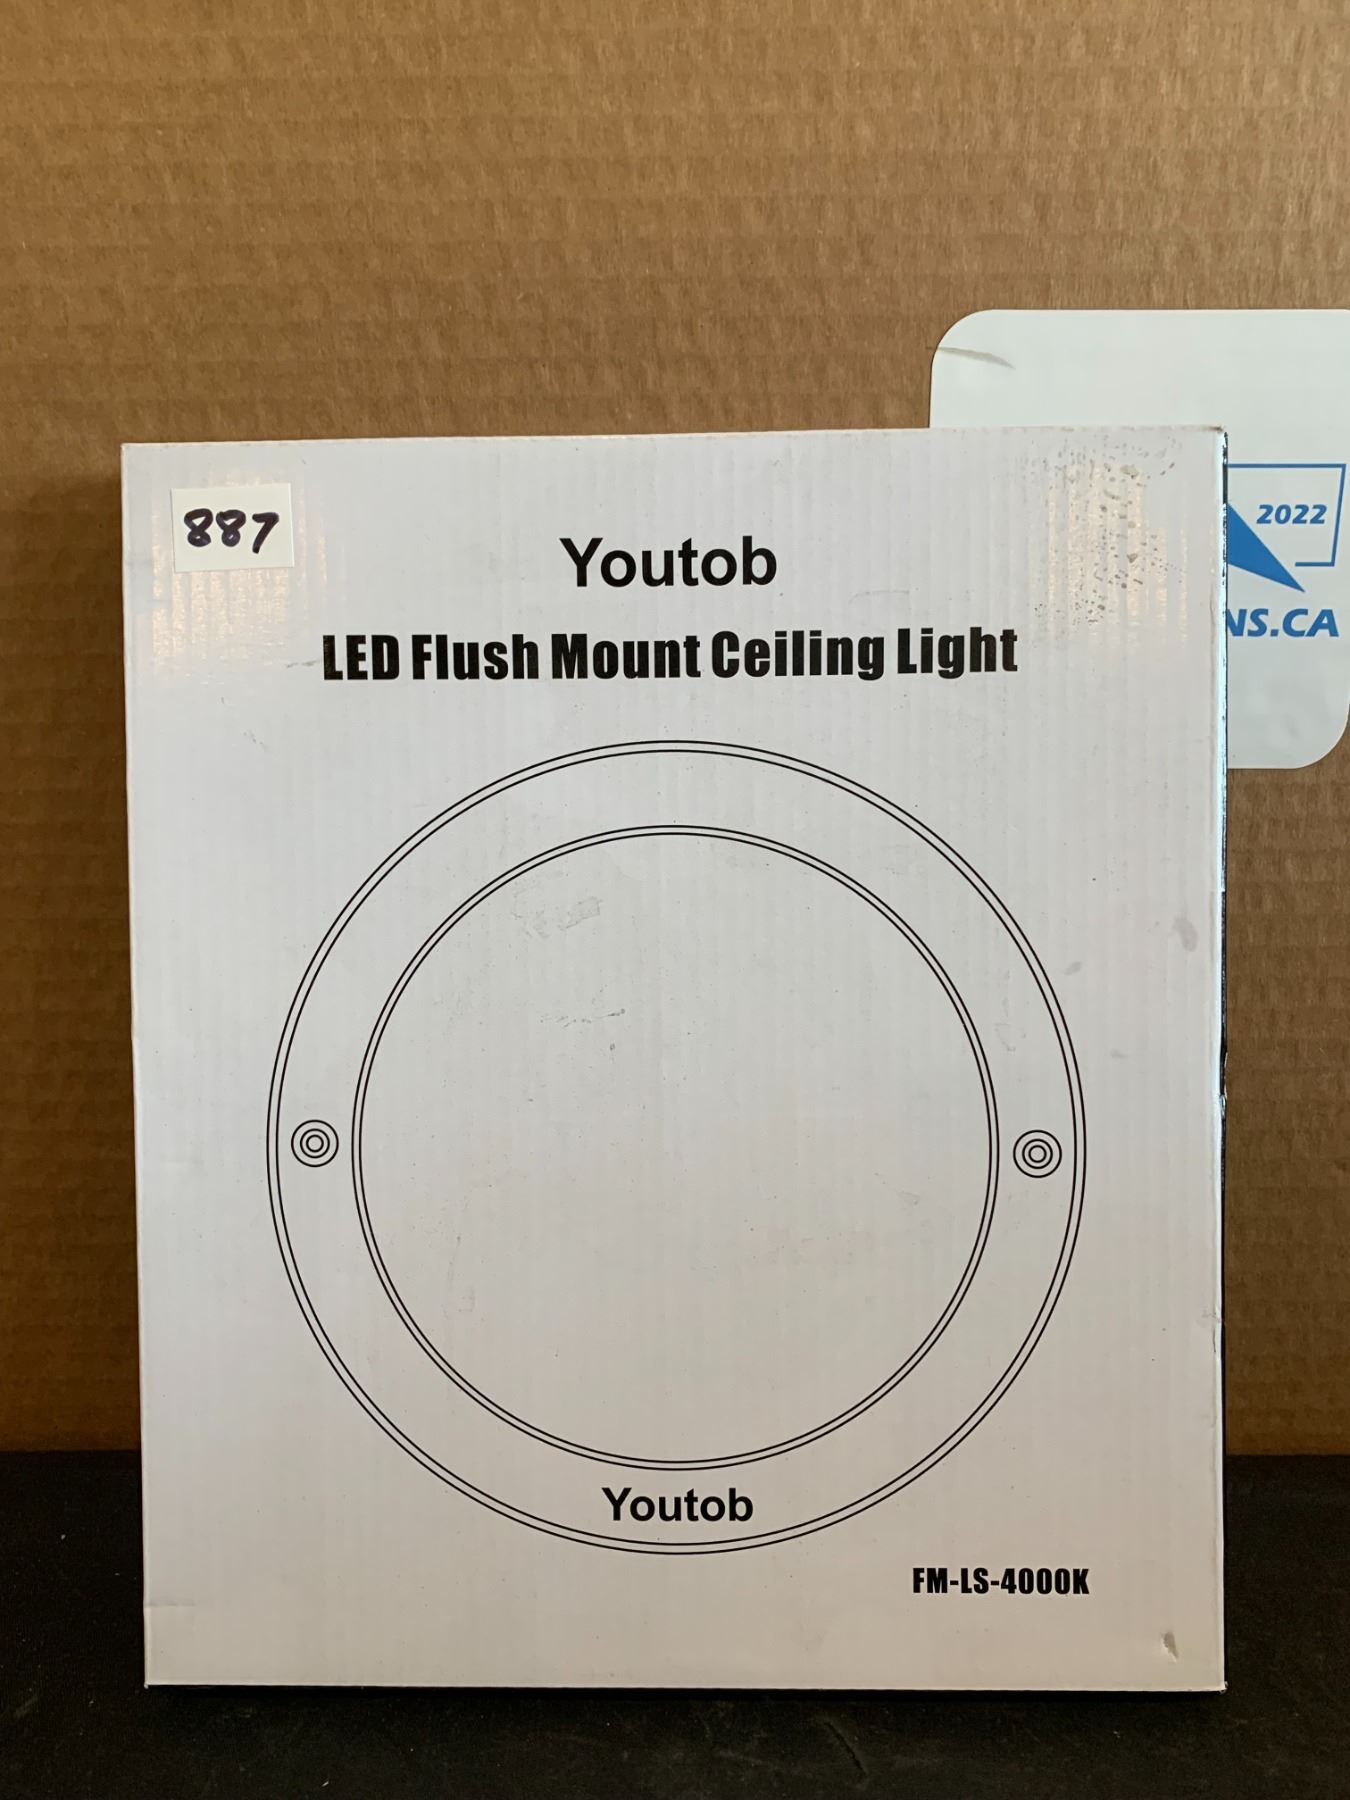 887
Youtob
LED Flush Mount Ceiling Light
2022
NS.CA
Youtob
FM-LS-4000K